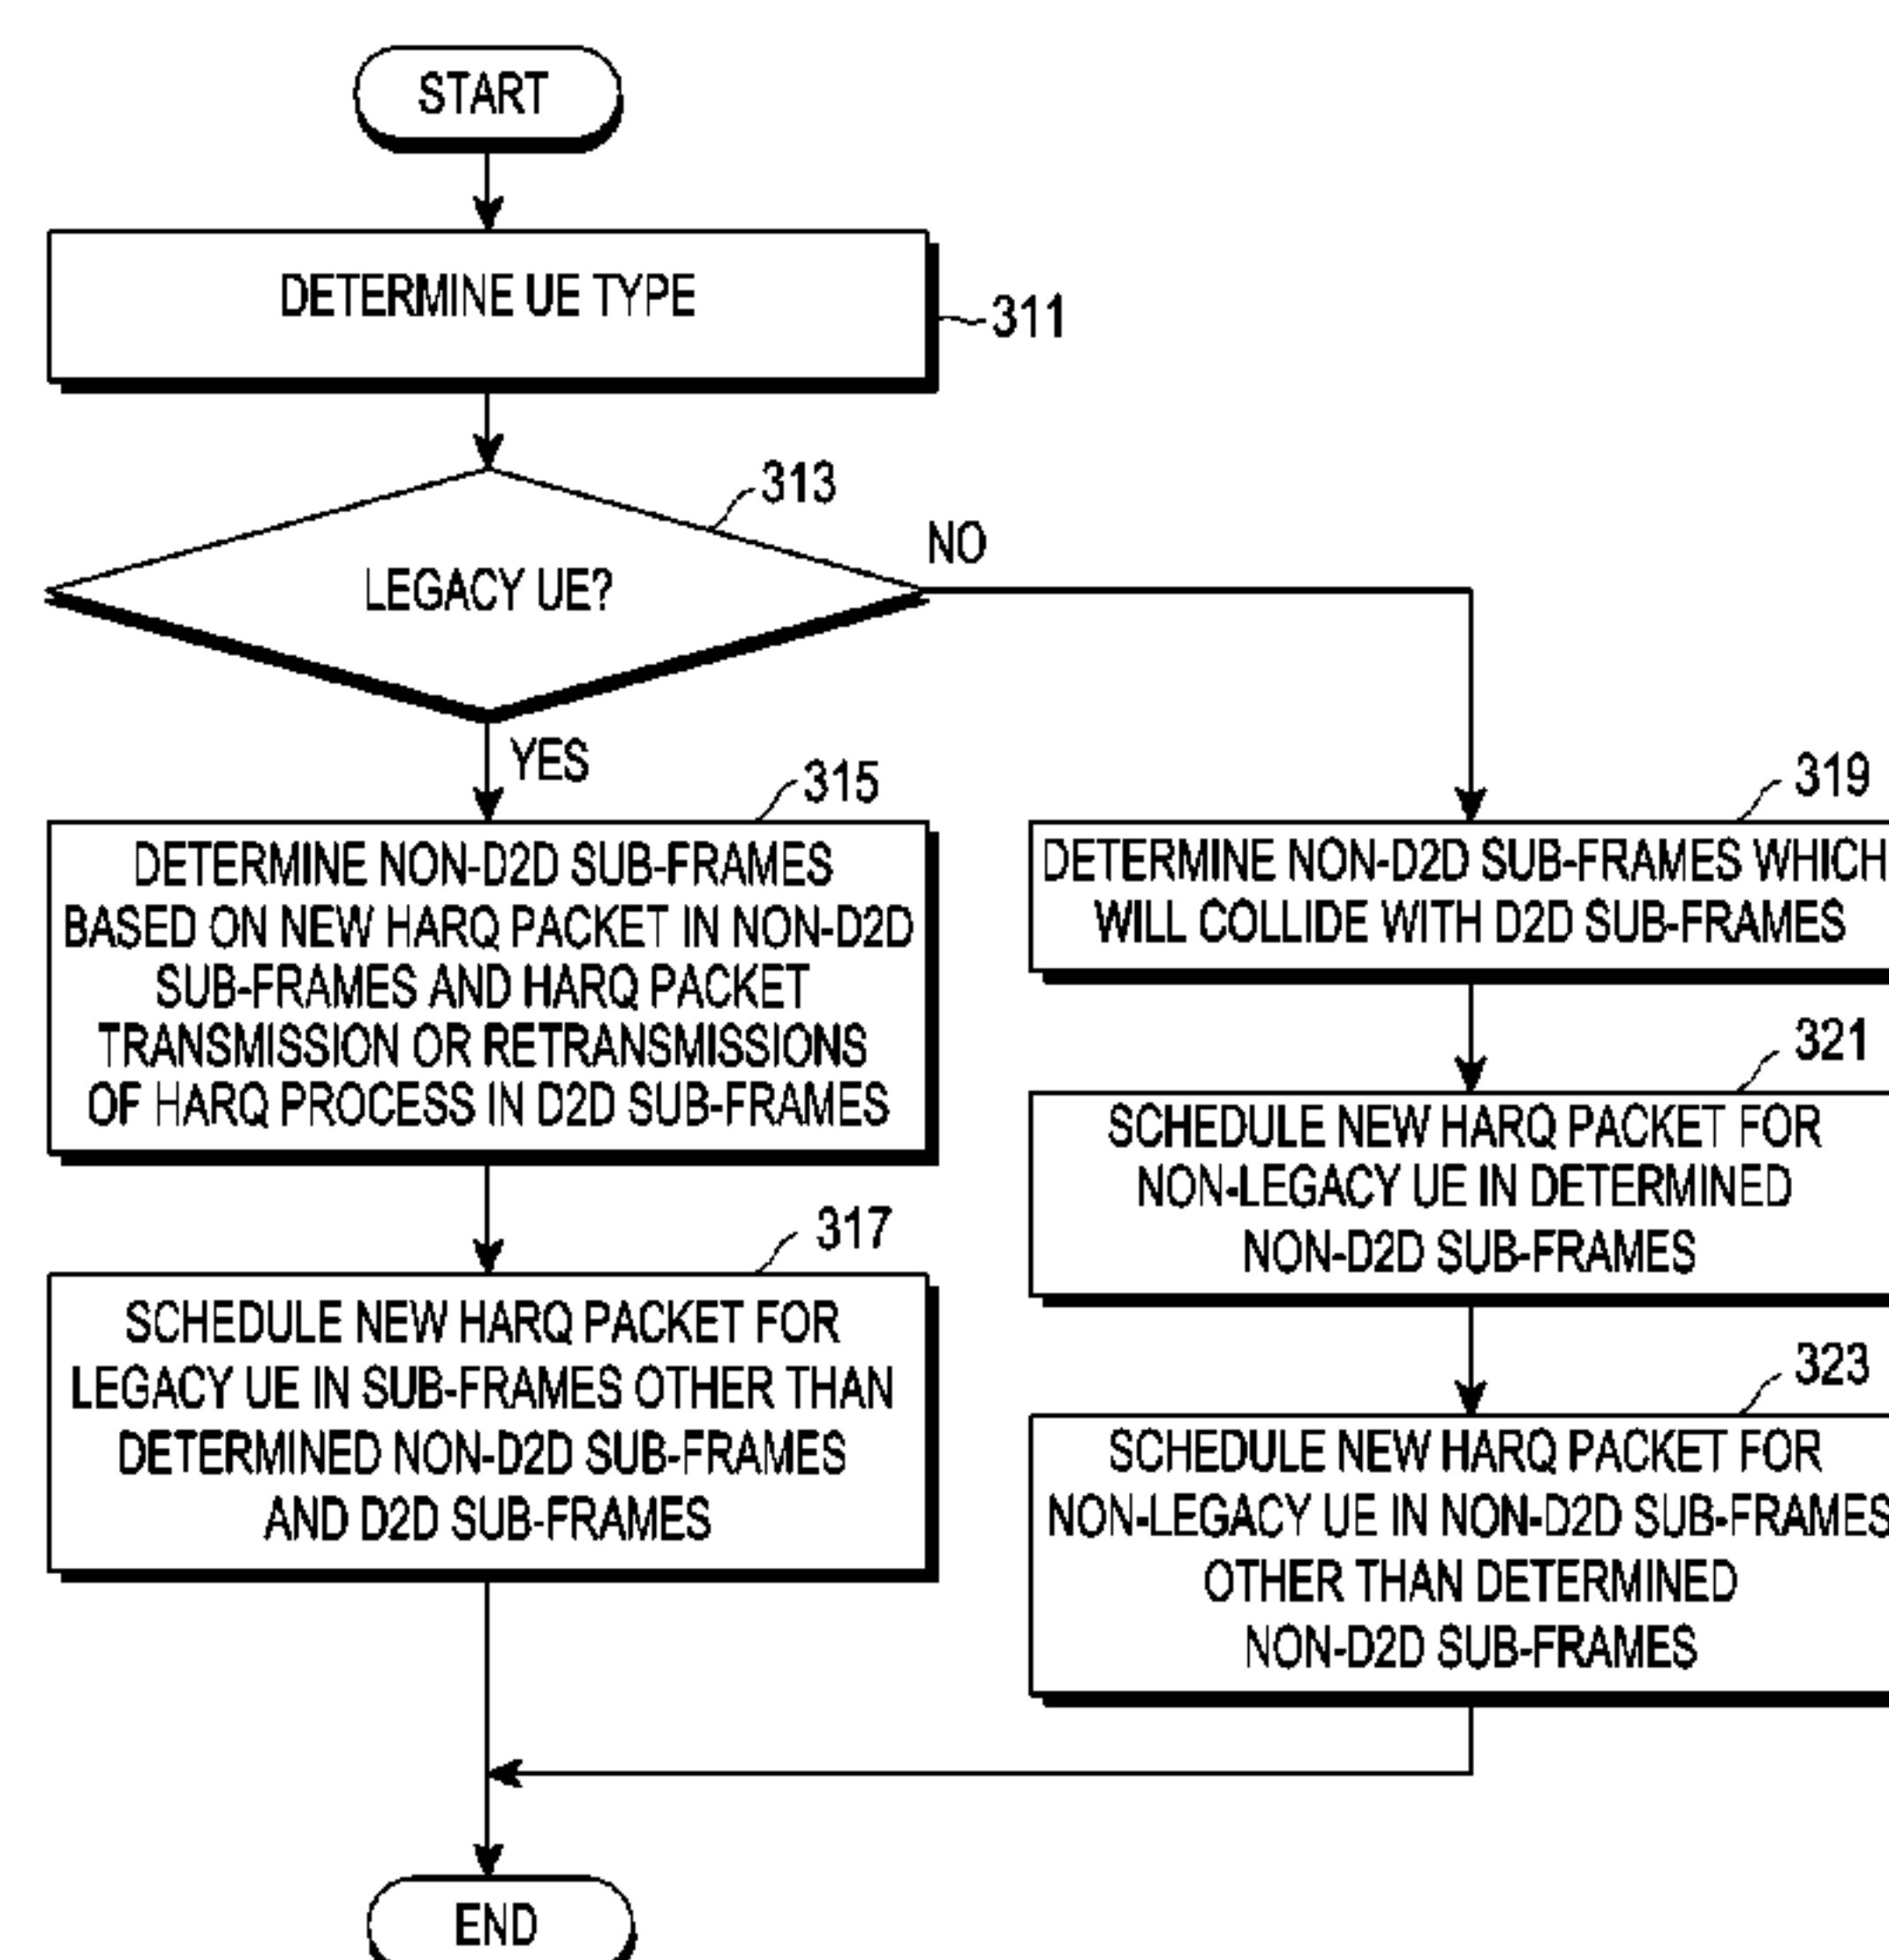 START
DETERMINE UE TYPE
311
313
LEGACY UE?
NO
YES
315
DETERMINE NON-D2D SUB-FRAMES
BASED ON NEW HARQ PACKET IN NON-D2D
SUB-FRAMES AND HARQ PACKET
TRANSMISSION OR RETRANSMISSIONS
OF HARQ PROCESS IN D2D SUB-FRAMES
317
SCHEDULE NEW HARQ PACKET FOR
LEGACY UE IN SUB-FRAMES OTHER THAN
DETERMINED NON-D2D SUB-FRAMES
AND D2D SUB-FRAMES
319
DETERMINE NON-D2D SUB-FRAMES WHICH
WILL COLLIDE WITH D2D SUB-FRAMES
321
SCHEDULE NEW HARQ PACKET FOR
NON-LEGACY UE IN DETERMINED
NON-D2D SUB-FRAMES
323
SCHEDULE NEW HARQ PACKET FOR
NON-LEGACY UE IN NON-D2D SUB-FRAMES
OTHER THAN DETERMINED
NON-D2D SUB-FRAMES
END